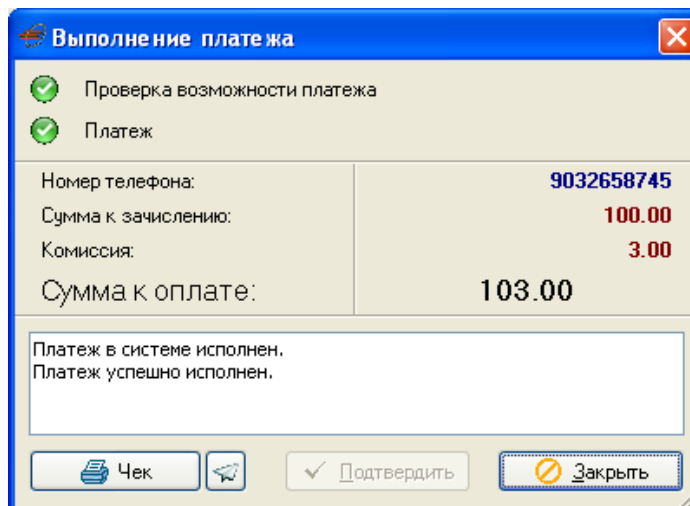 Выполнение платежа
Проверка возможности платежа
Платеж
Номер телефона: 9032658745
Сумма к зачислению: 100.00
Комиссия: 3.00
Сумма к оплате: 103.00
Платеж в системе исполнен.
Платеж успешно исполнен.
Чек Подтвердить Закрыть